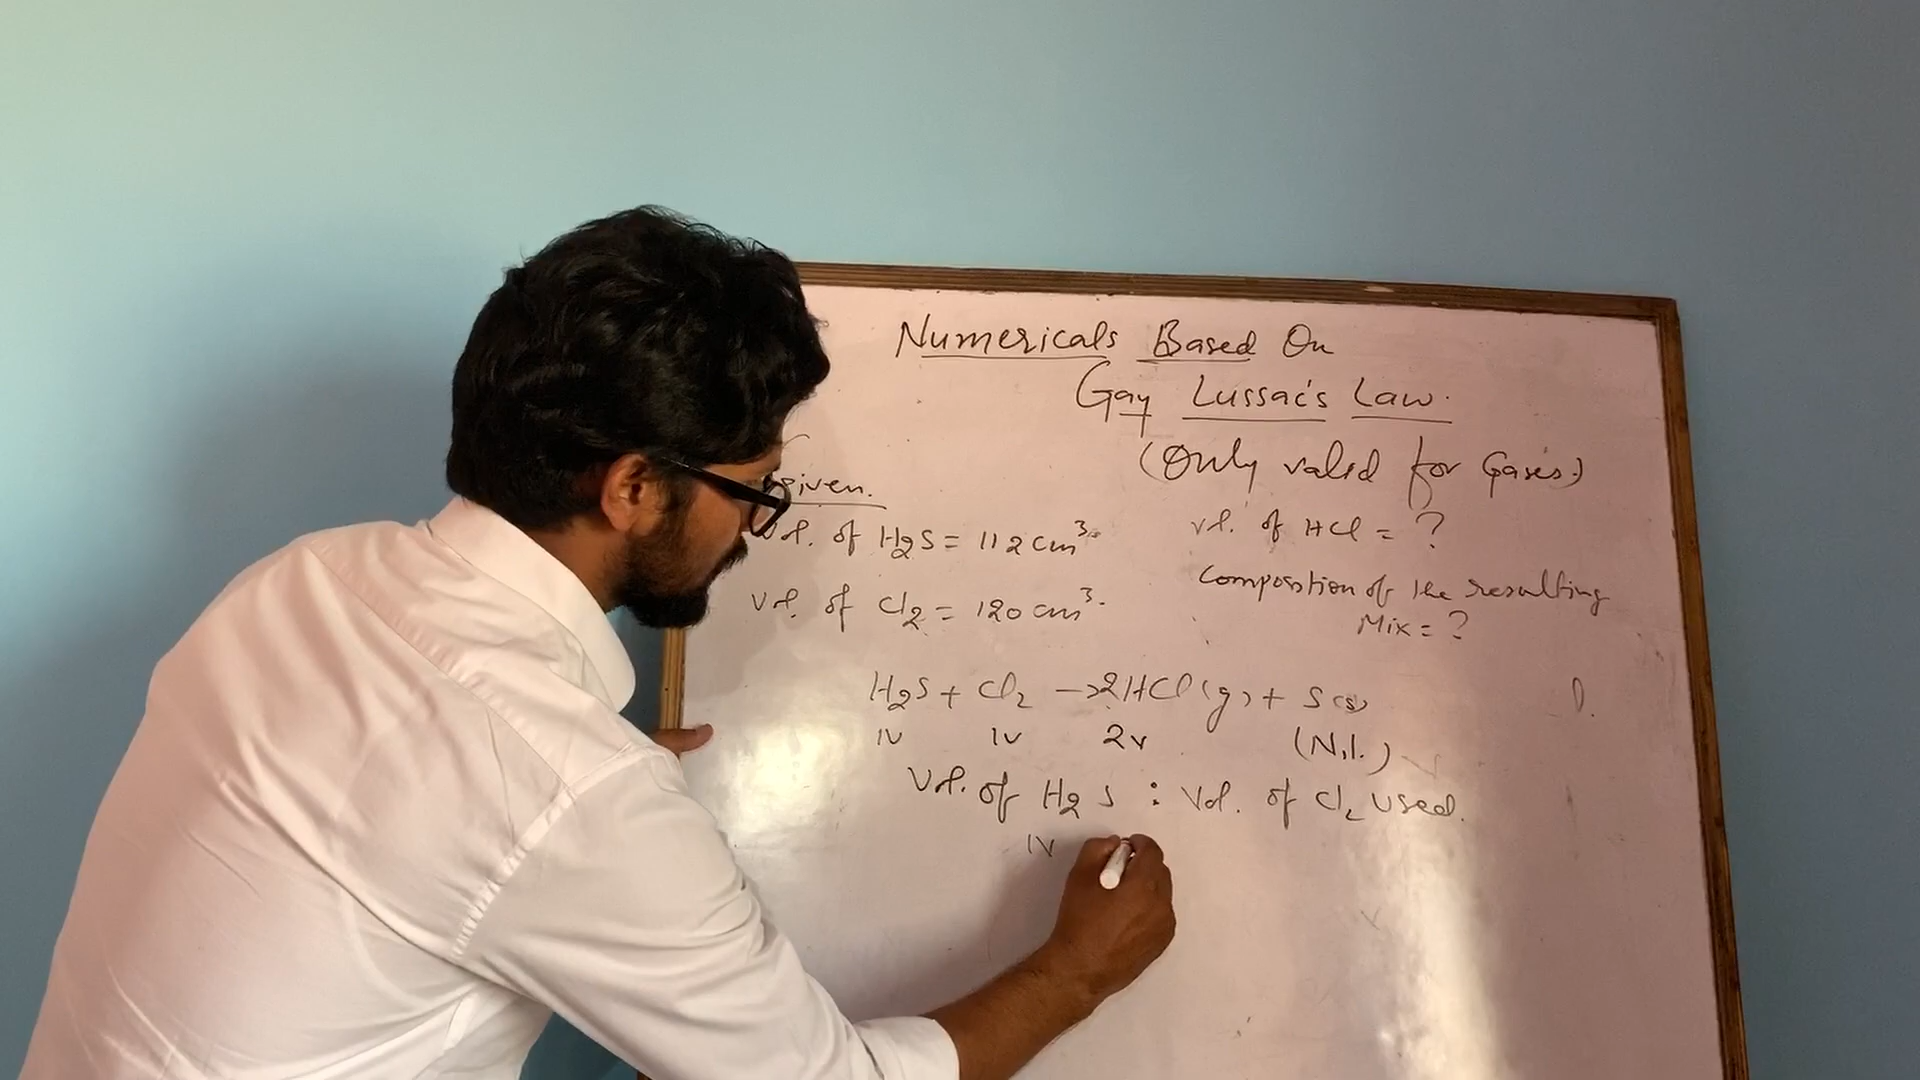 Numericals Based On
Gay Lussac's Law.
(Only valid for Gases)
given.
Vol. of H2S = 112 cm³.
vol. of HCl = ?
Vol. of Cl2 = 120 cm³.
Composition of the resulting
Mix = ?
H2S + Cl2 → 2HCl(g) + S(s)
1V 1V 2V (Nil.)
Vol. of H2S : Vol. of Cl2 used.
1V